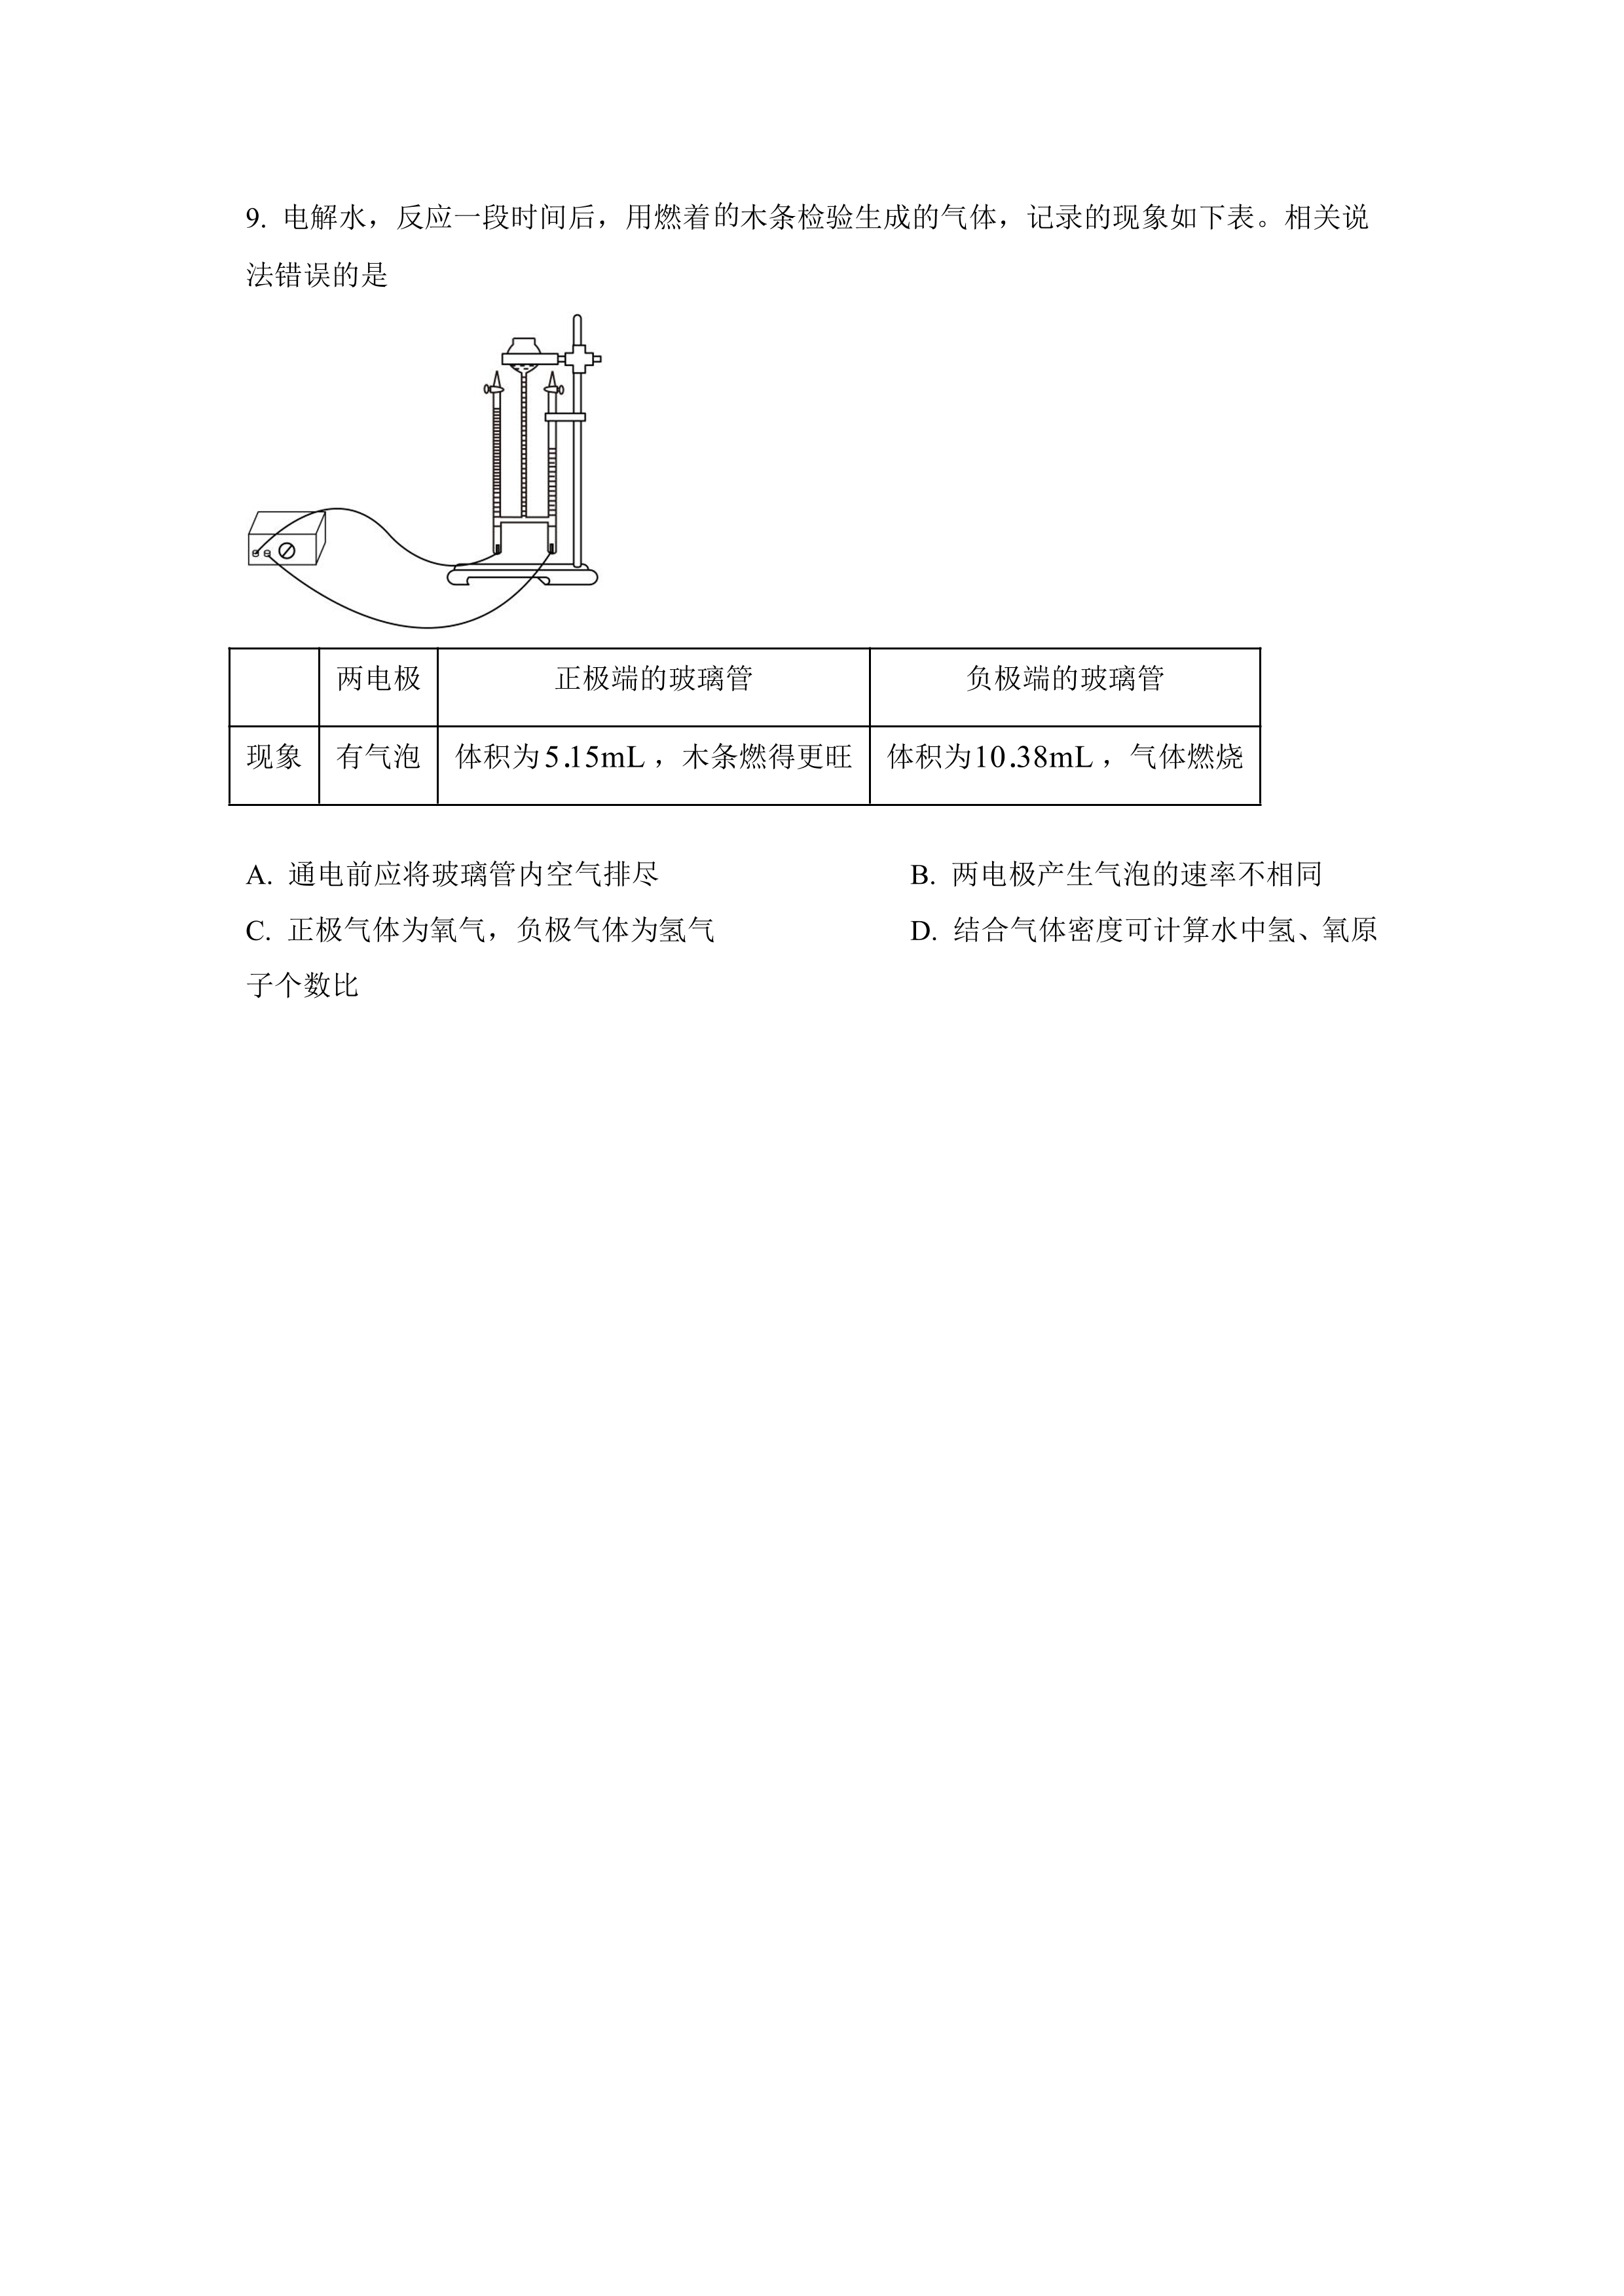 9. 电解水，反应一段时间后，用燃着的木条检验生成的气体，记录的现象如下表。相关说
法错误的是
两电极 正极端的玻璃管 负极端的玻璃管
现象 有气泡 体积为5.15mL，木条燃得更旺 体积为10.38mL，气体燃烧
A. 通电前应将玻璃管内空气排尽 B. 两电极产生气泡的速率不相同
C. 正极气体为氧气，负极气体为氢气 D. 结合气体密度可计算水中氢、氧原
子个数比